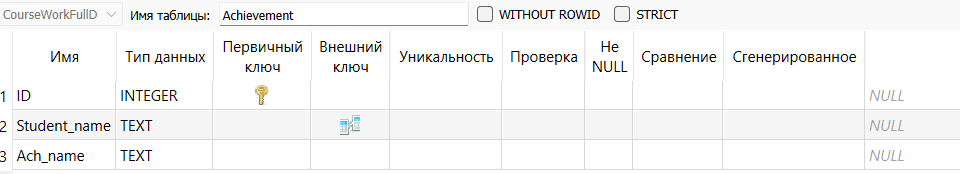 CourseWorkFullD Имя таблицы: Achievement WITHOUT ROWID STRICT
Имя Тип данных Первичный ключ Внешний ключ Уникальность Проверка Не NULL Сравнение Сгенерированное
1 ID INTEGER NULL
2 Student_name TEXT NULL
3 Ach_name TEXT NULL